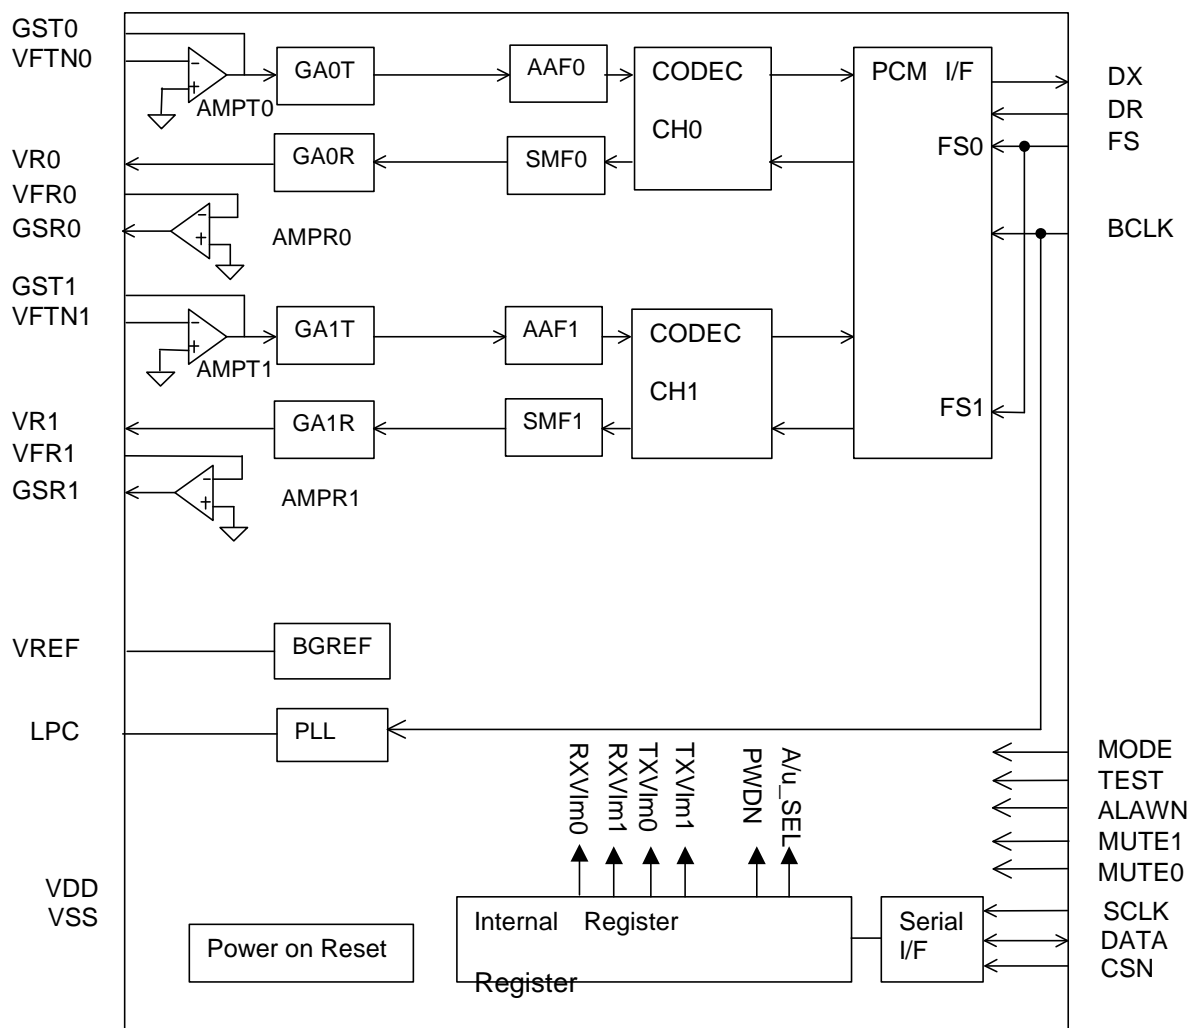 GST0
VFTN0
AMPT0
GA0T
AAF0
CODEC
CH0
PCM I/F
DX
DR
FS
FS0
VR0
GA0R
SMF0
VFR0
GSR0
AMPR0
BCLK
GST1
VFTN1
AMPT1
GA1T
AAF1
CODEC
CH1
FS1
VR1
GA1R
SMF1
VFR1
GSR1
AMPR1
VREF
BGREF
LPC
PLL
RXVlm0
RXVlm1
TXVlm0
TXVlm1
PWDN
A/u_SEL
MODE
TEST
ALAWN
MUTE1
MUTE0
VDD
VSS
Power on Reset
Internal Register
Register
Serial
I/F
SCLK
DATA
CSN